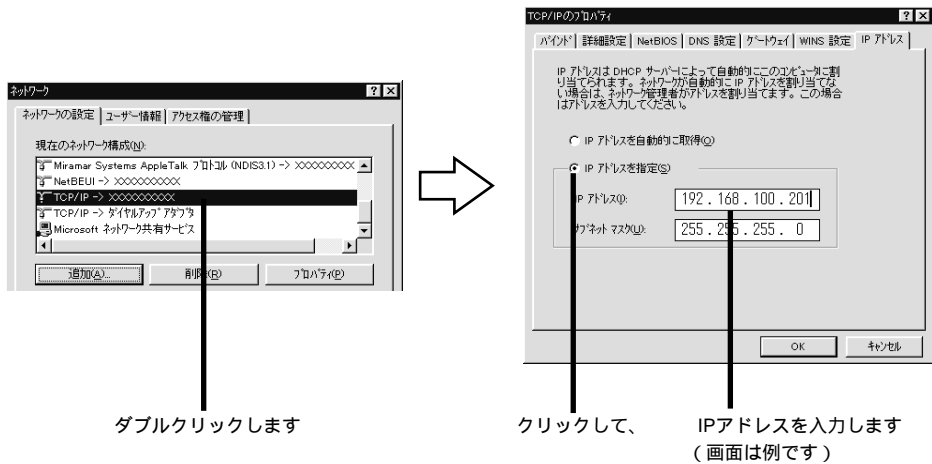 ネットワーク
ネットワークの設定 ユーザー情報 アクセス権の管理
現在のネットワーク構成(N):
Miramar Systems AppleTalk プロトコル (NDIS3.1) -> XXXXXXXXX
NetBEUI -> XXXXXXXXXX
TCP/IP -> XXXXXXXXXX
TCP/IP -> ダイヤルアップ アダプタ
Microsoft ネットワーク共有サービス
追加(A)... 削除(R) プロパティ(P)
ダブルクリックします
TCP/IPのプロパティ
バインド 詳細設定 NetBIOS DNS 設定 ゲートウェイ WINS 設定 IP アドレス
IP アドレスは DHCP サーバーによって自動的にこのコンピュータに割
り当てられます。ネットワークが自動的に IP アドレスを割り当てな
い場合は、ネットワーク管理者がアドレスを割り当てます。この場合
はアドレスを入力してください。
IP アドレスを自動的に取得(O)
IP アドレスを指定(S)
IP アドレス(I): 192.168.100.201
サブネット マスク(U): 255.255.255.0
OK キャンセル
クリックして、 IPアドレスを入力します
(画面は例です)